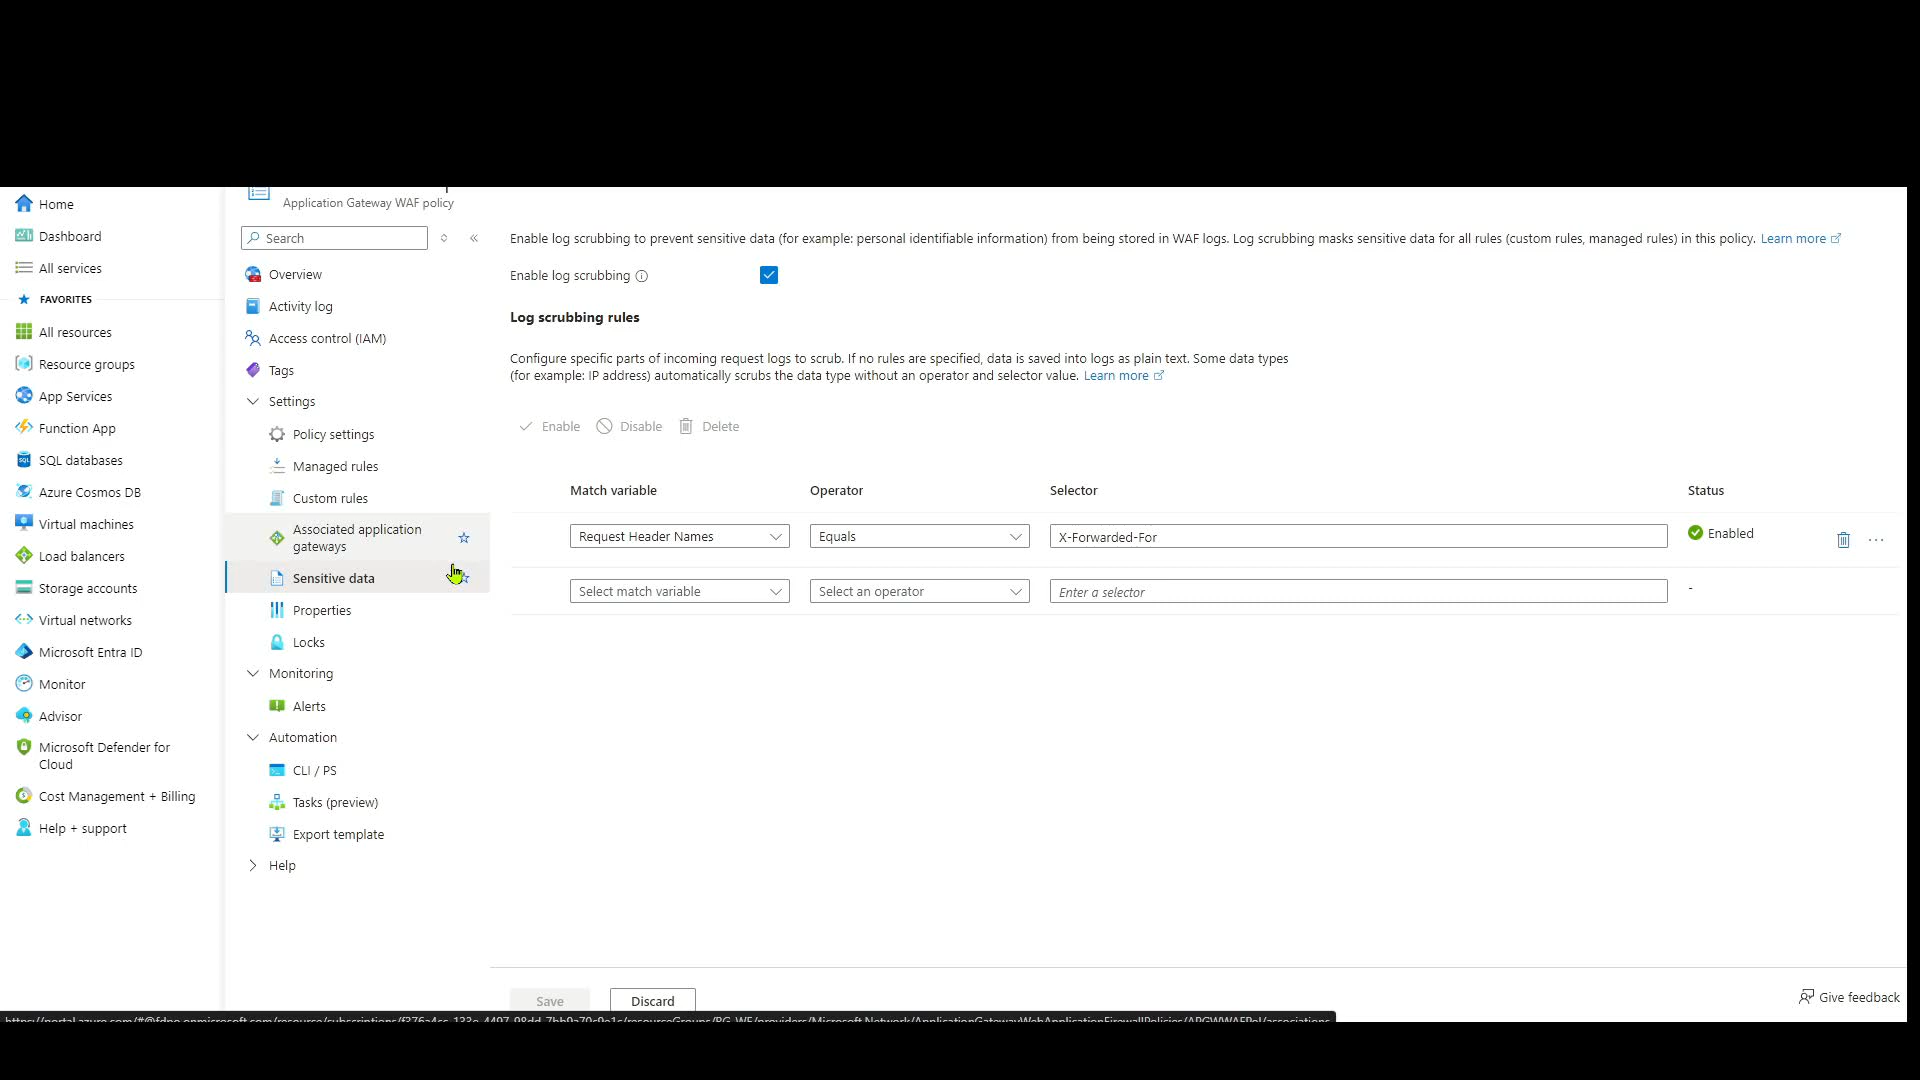 Home
Dashboard
All services
FAVORITES
All resources
Resource groups
App Services
Function App
SQL databases
Azure Cosmos DB
Virtual machines
Load balancers
Storage accounts
Virtual networks
Microsoft Entra ID
Monitor
Advisor
Microsoft Defender for
Cloud
Cost Management + Billing
Help + support
Application Gateway WAF policy
Search
Overview
Activity log
Access control (IAM)
Tags
Settings
Policy settings
Managed rules
Custom rules
Associated application
gateways
Sensitive data
Properties
Locks
Monitoring
Alerts
Automation
CLI / PS
Tasks (preview)
Export template
Help
Enable log scrubbing to prevent sensitive data (for example: personal identifiable information) from being stored in WAF logs. Log scrubbing masks sensitive data for all rules (custom rules, managed rules) in this policy. Learn more
Enable log scrubbing
Log scrubbing rules
Configure specific parts of incoming request logs to scrub. If no rules are specified, data is saved into logs as plain text. Some data types
(for example: IP address) automatically scrubs the data type without an operator and selector value. Learn more
Enable Disable Delete
Match variable Operator Selector Status
Request Header Names Equals X-Forwarded-For Enabled
Select match variable Select an operator Enter a selector -
Save Discard
Give feedback